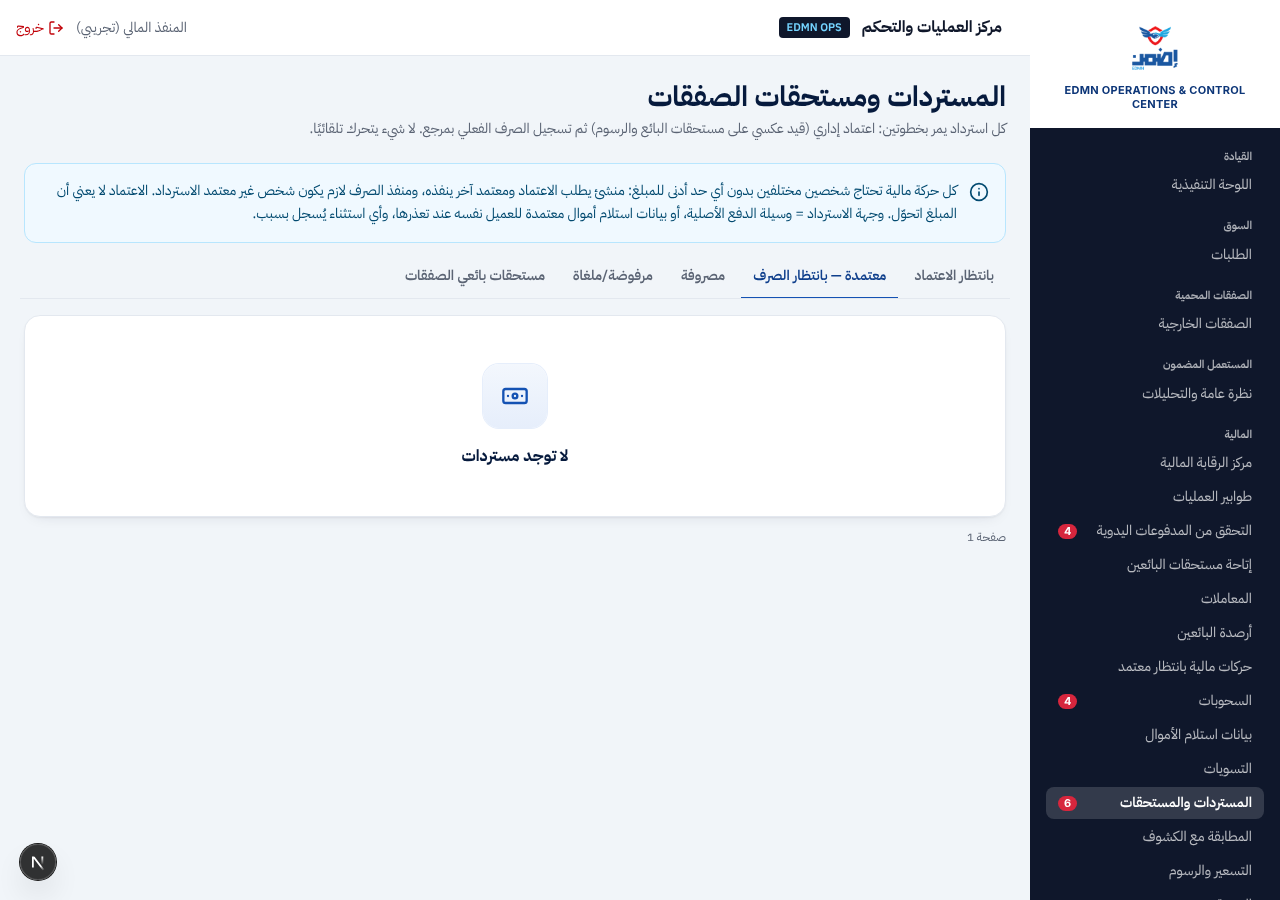 إضمن
EDMN
EDMN OPERATIONS & CONTROL
CENTER
القيادة
اللوحة التنفيذية
السوق
الطلبات
الصفقات المحمية
الصفقات الخارجية
المستعمل المضمون
نظرة عامة والتحليلات
المالية
مركز الرقابة المالية
طوابير العمليات
التحقق من المدفوعات اليدوية 4
إتاحة مستحقات البائعين
المعاملات
أرصدة البائعين
حركات مالية بانتظار معتمد
السحوبات 4
بيانات استلام الأموال
التسويات
المستردات والمستحقات 6
المطابقة مع الكشوف
التسعير والرسوم
مركز العمليات والتحكم EDMN OPS
المنفذ المالي (تجريبي) خروج
المستردات ومستحقات الصفقات
كل استرداد يمر بخطوتين: اعتماد إداري (قيد عكسي على مستحقات البائع والرسوم) ثم تسجيل الصرف الفعلي بمرجع. لا شيء يتحرك تلقائيًا.
كل حركة مالية تحتاج شخصين مختلفين بدون أي حد أدنى للمبلغ: منشئ يطلب الاعتماد ومعتمد آخر ينفذه، ومنفذ الصرف لازم يكون شخص غير معتمد الاسترداد. الاعتماد لا يعني أن
المبلغ اتحوّل. وجهة الاسترداد = وسيلة الدفع الأصلية، أو بيانات استلام أموال معتمدة للعميل نفسه عند تعذرها، وأي استثناء يُسجل بسبب.
بانتظار الاعتماد
معتمدة — بانتظار الصرف
مصروفة
مرفوضة/ملغاة
مستحقات بائعي الصفقات
لا توجد مستردات
صفحة 1
N